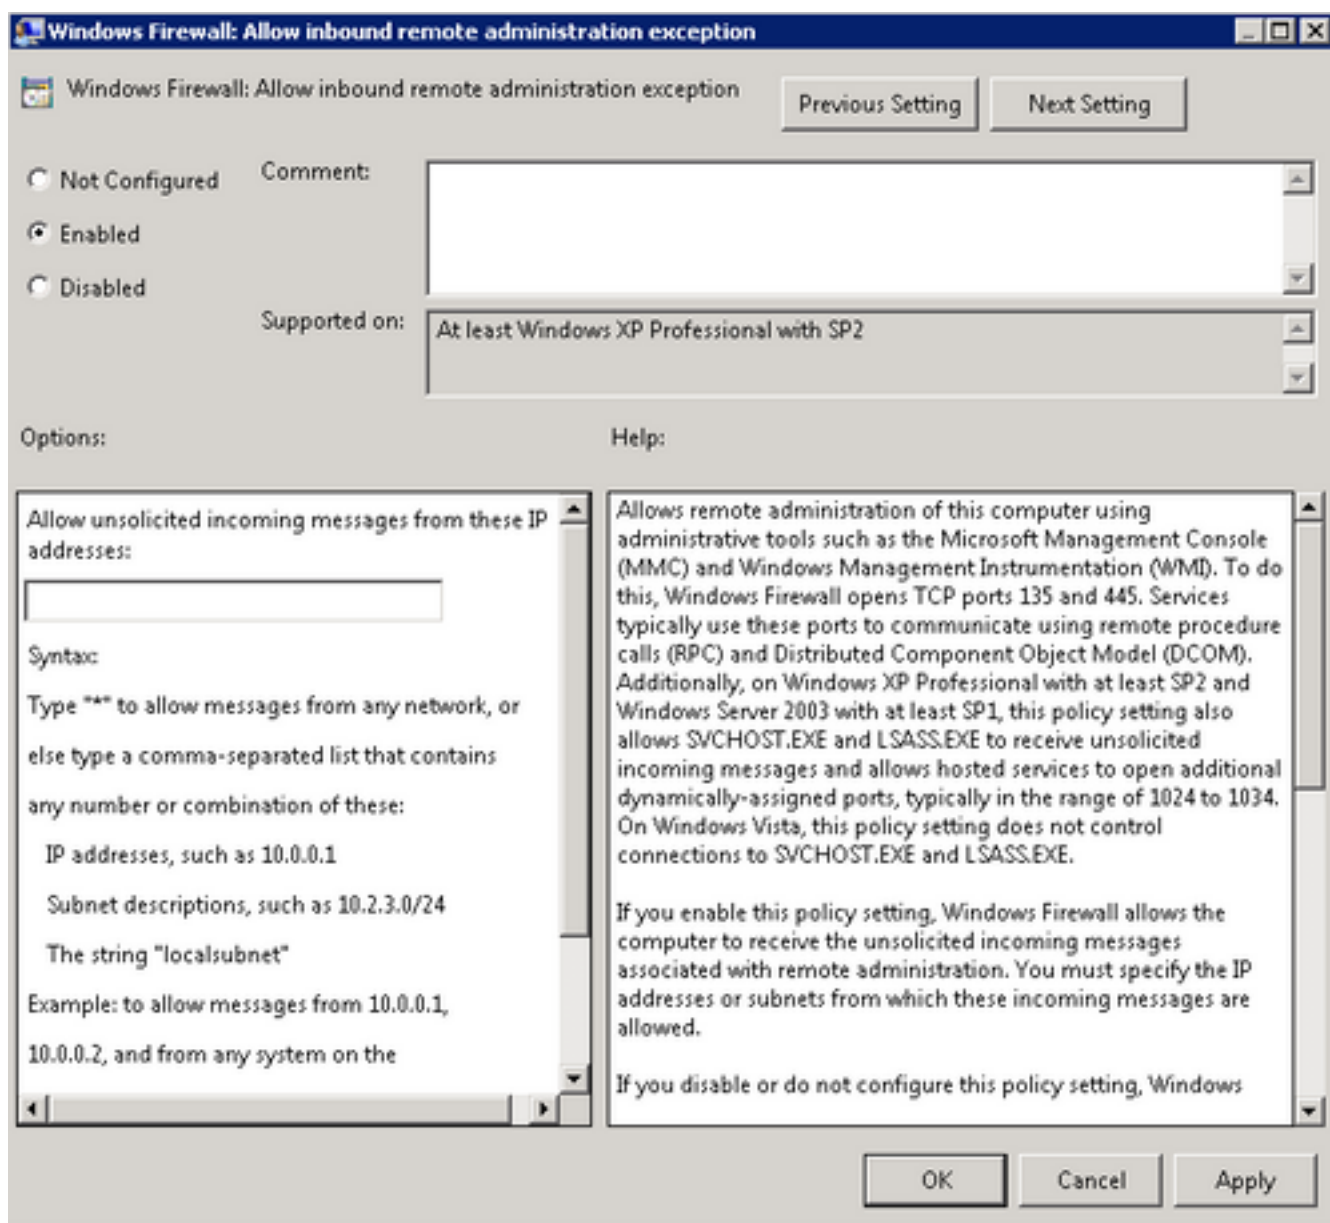 Windows Firewall: Allow inbound remote administration exception
Windows Firewall: Allow inbound remote administration exception
Previous Setting
Next Setting
Not Configured
Enabled
Disabled
Comment:
Supported on:
At least Windows XP Professional with SP2
Options:
Help:
Allow unsolicited incoming messages from these IP
addresses:
Syntax:
Type "*" to allow messages from any network, or
else type a comma-separated list that contains
any number or combination of these:
IP addresses, such as 10.0.0.1
Subnet descriptions, such as 10.2.3.0/24
The string "localsubnet"
Example: to allow messages from 10.0.0.1,
10.0.0.2, and from any system on the
Allows remote administration of this computer using
administrative tools such as the Microsoft Management Console
(MMC) and Windows Management Instrumentation (WMI). To do
this, Windows Firewall opens TCP ports 135 and 445. Services
typically use these ports to communicate using remote procedure
calls (RPC) and Distributed Component Object Model (DCOM).
Additionally, on Windows XP Professional with at least SP2 and
Windows Server 2003 with at least SP1, this policy setting also
allows SVCHOST.EXE and LSASS.EXE to receive unsolicited
incoming messages and allows hosted services to open additional
dynamically-assigned ports, typically in the range of 1024 to 1034.
On Windows Vista, this policy setting does not control
connections to SVCHOST.EXE and LSASS.EXE.
If you enable this policy setting, Windows Firewall allows the
computer to receive the unsolicited incoming messages
associated with remote administration. You must specify the IP
addresses or subnets from which these incoming messages are
allowed.
If you disable or do not configure this policy setting, Windows
OK
Cancel
Apply